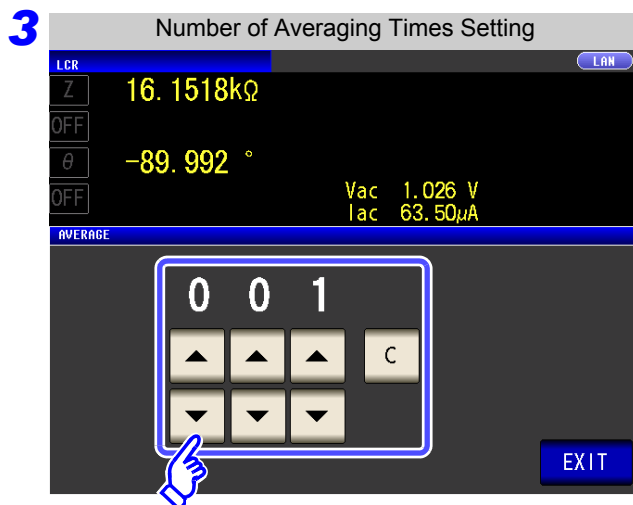 3 Number of Averaging Times Setting
LCR LAN
Z 16.1518kΩ
OFF
θ -89.992 °
OFF
Vac 1.026 V
Iac 63.50μA
AVERAGE
0 0 1
C
EXIT